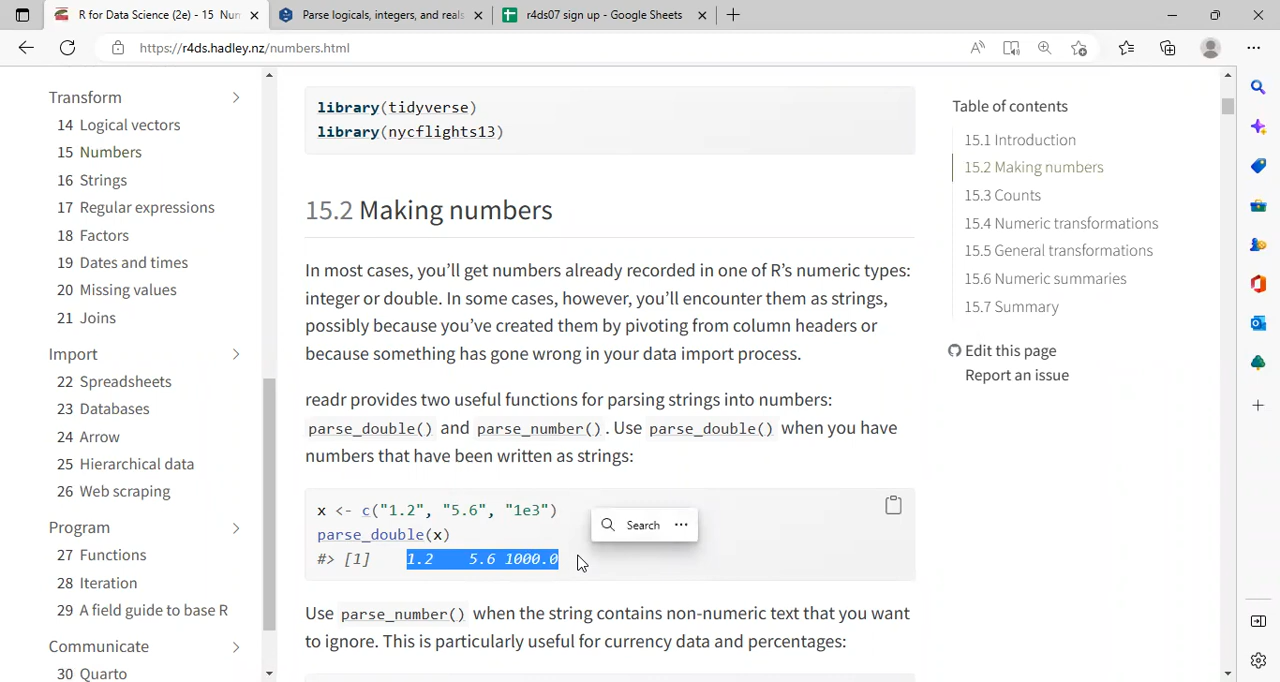 R for Data Science (2e) - 15 Num
Parse logicals, integers, and reals
r4ds07 sign up - Google Sheets
https://r4ds.hadley.nz/numbers.html
Transform
14 Logical vectors
15 Numbers
16 Strings
17 Regular expressions
18 Factors
19 Dates and times
20 Missing values
21 Joins
Import
22 Spreadsheets
23 Databases
24 Arrow
25 Hierarchical data
26 Web scraping
Program
27 Functions
28 Iteration
29 A field guide to base R
Communicate
30 Quarto
library(tidyverse)
library(nycflights13)
15.2 Making numbers
In most cases, you’ll get numbers already recorded in one of R’s numeric types:
integer or double. In some cases, however, you’ll encounter them as strings,
possibly because you’ve created them by pivoting from column headers or
because something has gone wrong in your data import process.
readr provides two useful functions for parsing strings into numbers:
parse_double() and parse_number(). Use parse_double() when you have
numbers that have been written as strings:
x <- c("1.2", "5.6", "1e3")
parse_double(x)
#> [1]    1.2    5.6 1000.0
Search ...
Use parse_number() when the string contains non-numeric text that you want
to ignore. This is particularly useful for currency data and percentages:
Table of contents
15.1 Introduction
15.2 Making numbers
15.3 Counts
15.4 Numeric transformations
15.5 General transformations
15.6 Numeric summaries
15.7 Summary
Edit this page
Report an issue